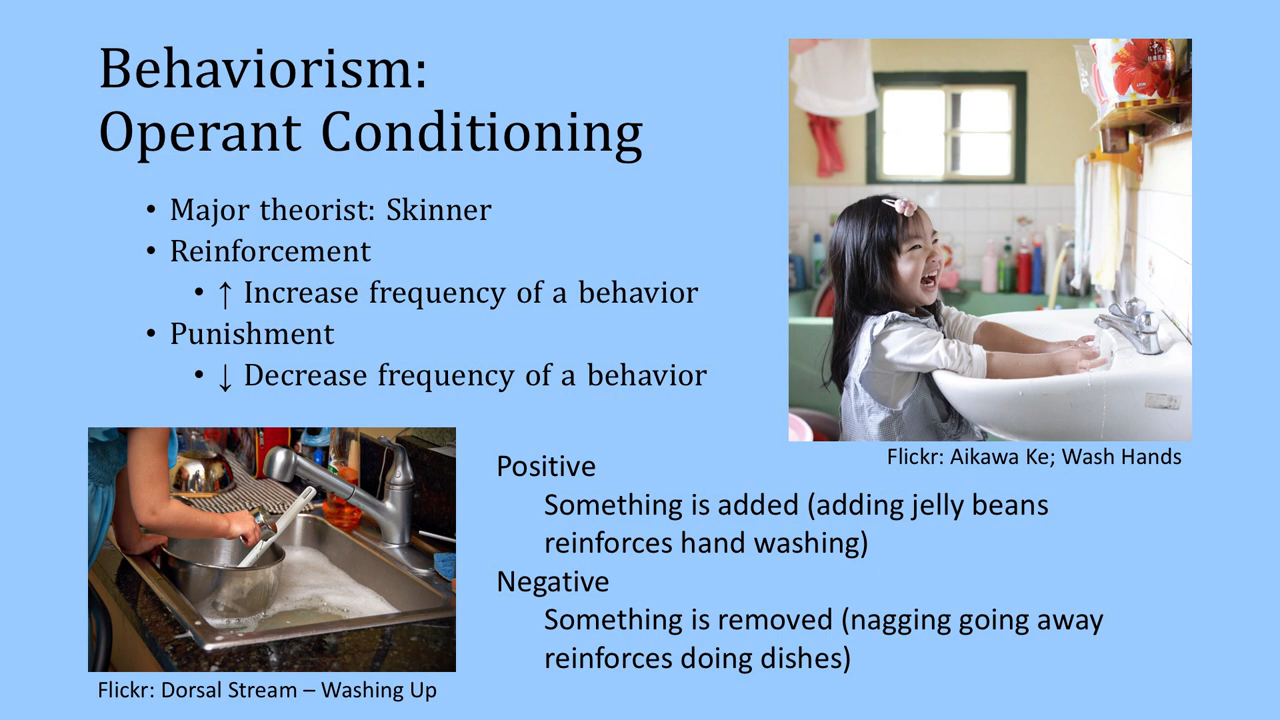 Behaviorism:
Operant Conditioning
• Major theorist: Skinner
• Reinforcement
• ↑ Increase frequency of a behavior
• Punishment
• ↓ Decrease frequency of a behavior
Flickr: Aikawa Ke; Wash Hands
Positive
Something is added (adding jelly beans
reinforces hand washing)
Negative
Something is removed (nagging going away
reinforces doing dishes)
Flickr: Dorsal Stream – Washing Up